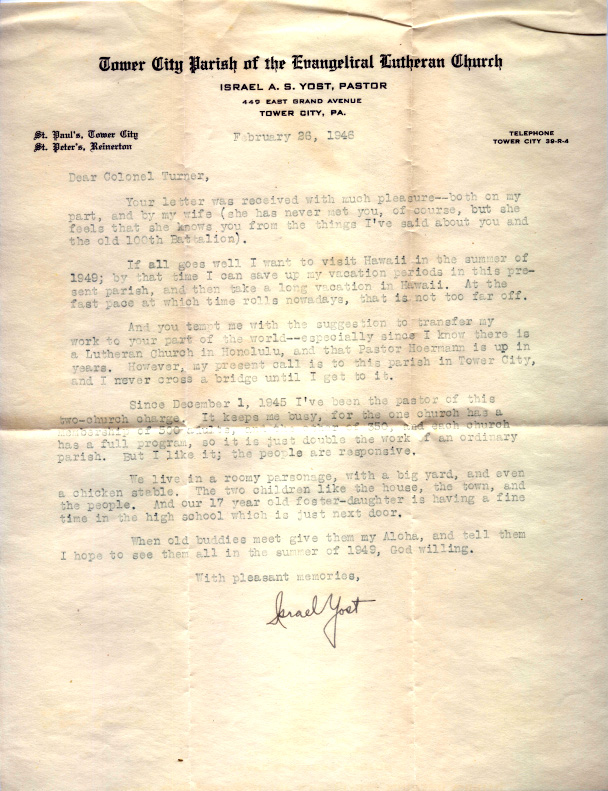 Tower City Parish of the Evangelical Lutheran Church
ISRAEL A. S. YOST, PASTOR
449 EAST GRAND AVENUE
TOWER CITY, PA.
St. Paul's, Tower City
St. Peter's, Reinerton
TELEPHONE
TOWER CITY 39-R-4
February 26, 1946
Dear Colonel Turner,
Your letter was received with much pleasure--both on my
part, and by my wife (she has never met you, of course, but she
feels that she knows you from the things I've said about you and
the old 100th Battalion).
If all goes well I want to visit Hawaii in the summer of
1949; by that time I can save up my vacation periods in this pre-
sent parish, and then take a long vacation in Hawaii. At the
fast pace at which time rolls nowadays, that is not too far off.
And you tempt me with the suggestion to transfer my
work to your part of the world--especially since I know there is
a Lutheran Church in Honolulu, and that Pastor Hoermann is up in
years. However, my present call is to this parish in Tower City,
and I never cross a bridge until I get to it.
Since December 1, 1945 I've been the pastor of this
two-church charge. It keeps me busy, for the one church has a
membership of of 350, and each church
has a full program, so it is just double the work of an ordinary
parish. But I like it; the people are responsive.
We live in a roomy parsonage, with a big yard, and even
a chicken stable. The two children like the house, the town, and
the people. And our 17 year old foster-daughter is having a fine
time in the high school which is just next door.
When old buddies meet give them my Aloha, and tell them
I hope to see them all in the summer of 1949, God willing.
With pleasant memories,
Israel Yost